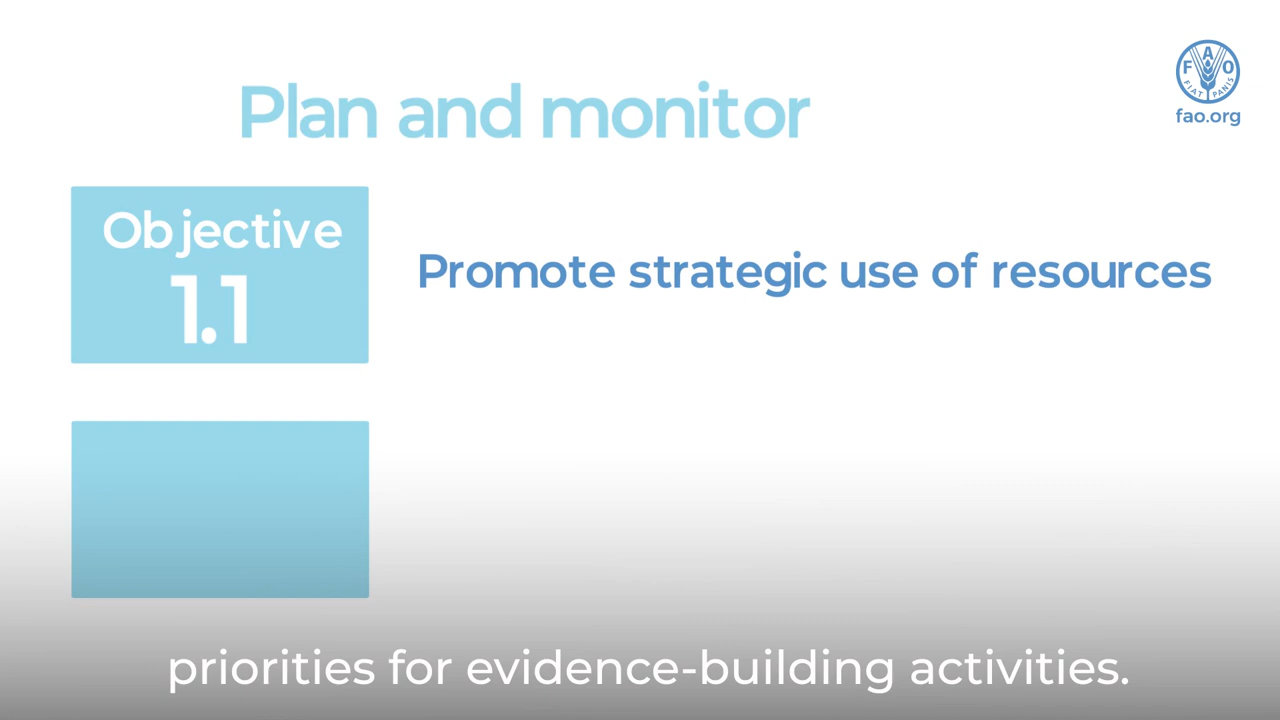 Plan and monitor
F A O
FIAT PANIS
fao.org
Objective
1.1
Promote strategic use of resources
priorities for evidence-building activities.